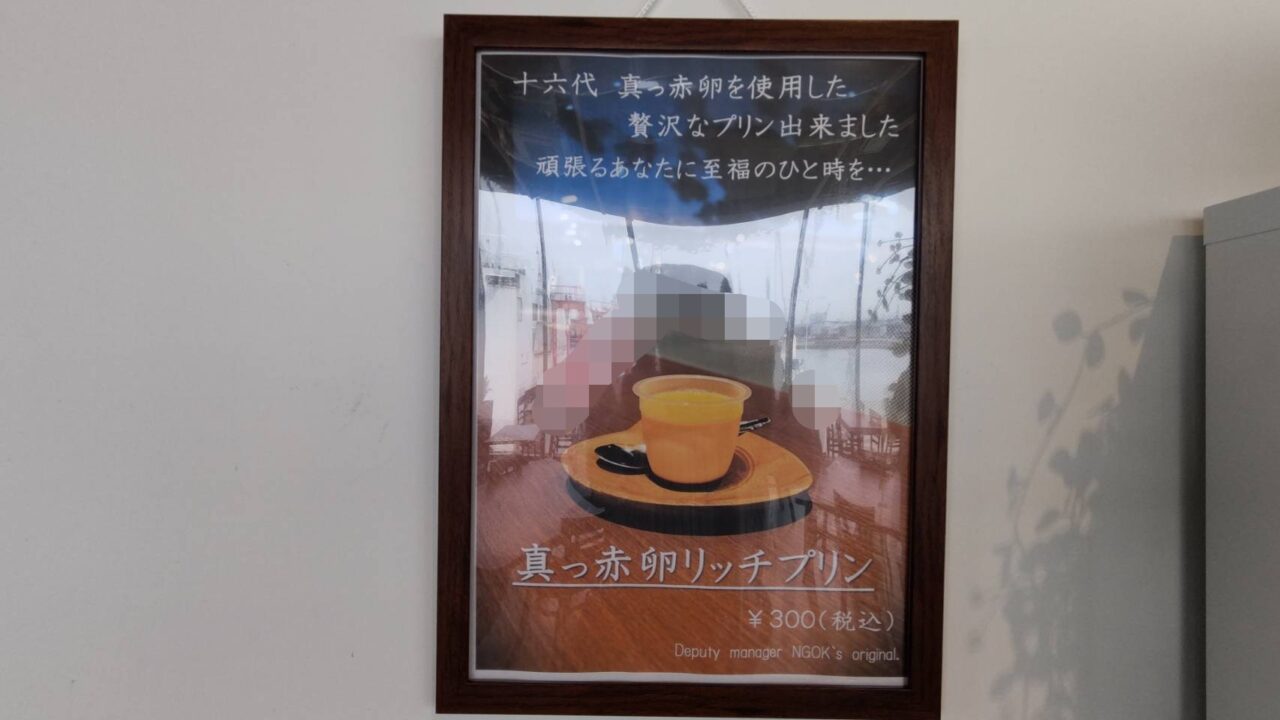 十六代 真っ赤卵を使用した
贅沢なプリン出来ました
頑張るあなたに至福のひと時を…
真っ赤卵リッチプリン
￥300(税込)
Deputy manager NGOK's original.